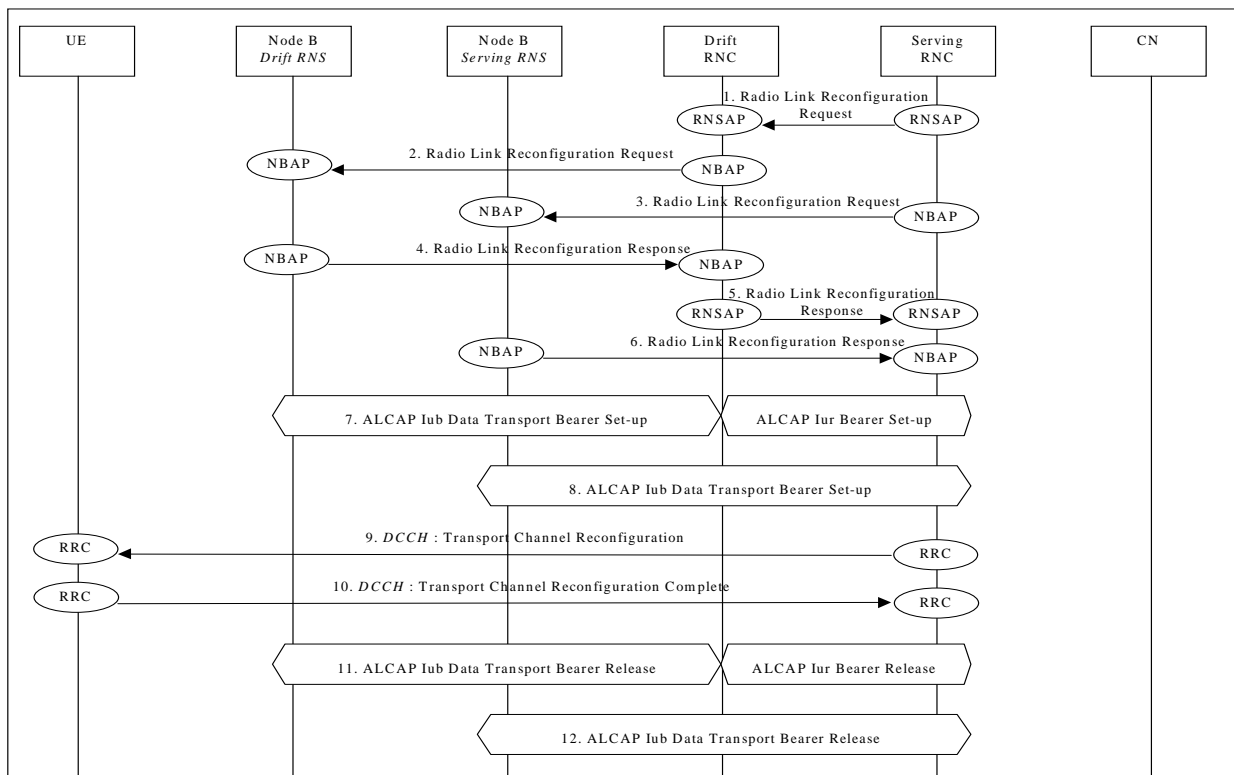 UE
Node B
Drift RNS
Node B
Serving RNS
Drift
RNC
Serving
RNC
CN
1. Radio Link Reconfiguration
Request
RNSAP
RNSAP
2. Radio Link Reconfiguration Request
NBAP
NBAP
3. Radio Link Reconfiguration Request
NBAP
NBAP
4. Radio Link Reconfiguration Response
NBAP
NBAP
5. Radio Link Reconfiguration
Response
RNSAP
RNSAP
6. Radio Link Reconfiguration Response
NBAP
NBAP
7. ALCAP Iub Data Transport Bearer Set-up
ALCAP Iur Bearer Set-up
8. ALCAP Iub Data Transport Bearer Set-up
9. DCCH : Transport Channel Reconfiguration
RRC
RRC
10. DCCH : Transport Channel Reconfiguration Complete
RRC
RRC
11. ALCAP Iub Data Transport Bearer Release
ALCAP Iur Bearer Release
12. ALCAP Iub Data Transport Bearer Release